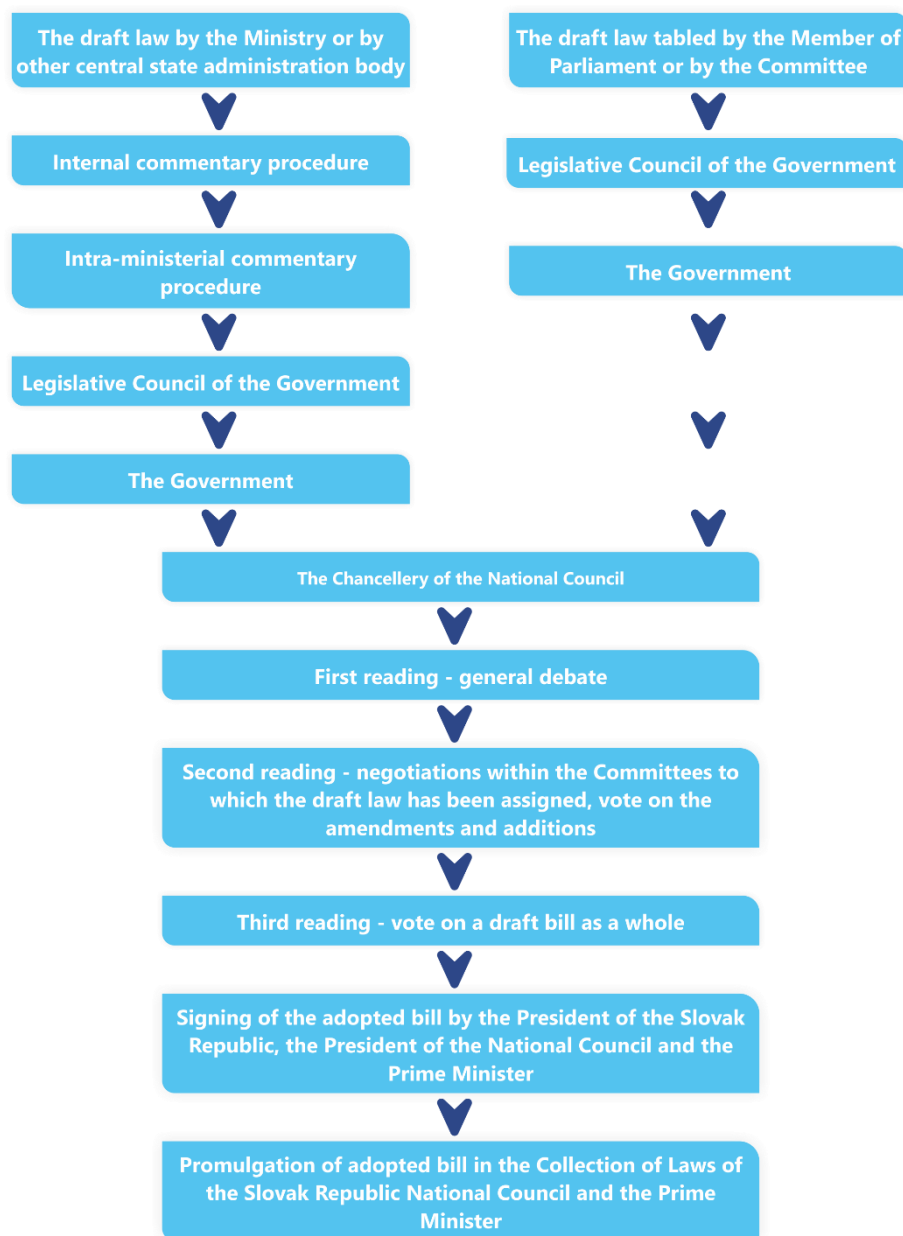 The draft law by the Ministry or by
other central state administration body
Internal commentary procedure
Intra-ministerial commentary
procedure
Legislative Council of the Government
The Government
The draft law tabled by the Member of
Parliament or by the Committee
Legislative Council of the Government
The Government
The Chancellery of the National Council
First reading - general debate
Second reading - negotiations within the Committees to
which the draft law has been assigned, vote on the
amendments and additions
Third reading - vote on a draft bill as a whole
Signing of the adopted bill by the President of the Slovak
Republic, the President of the National Council and the
Prime Minister
Promulgation of adopted bill in the Collection of Laws of
the Slovak Republic National Council and the Prime
Minister